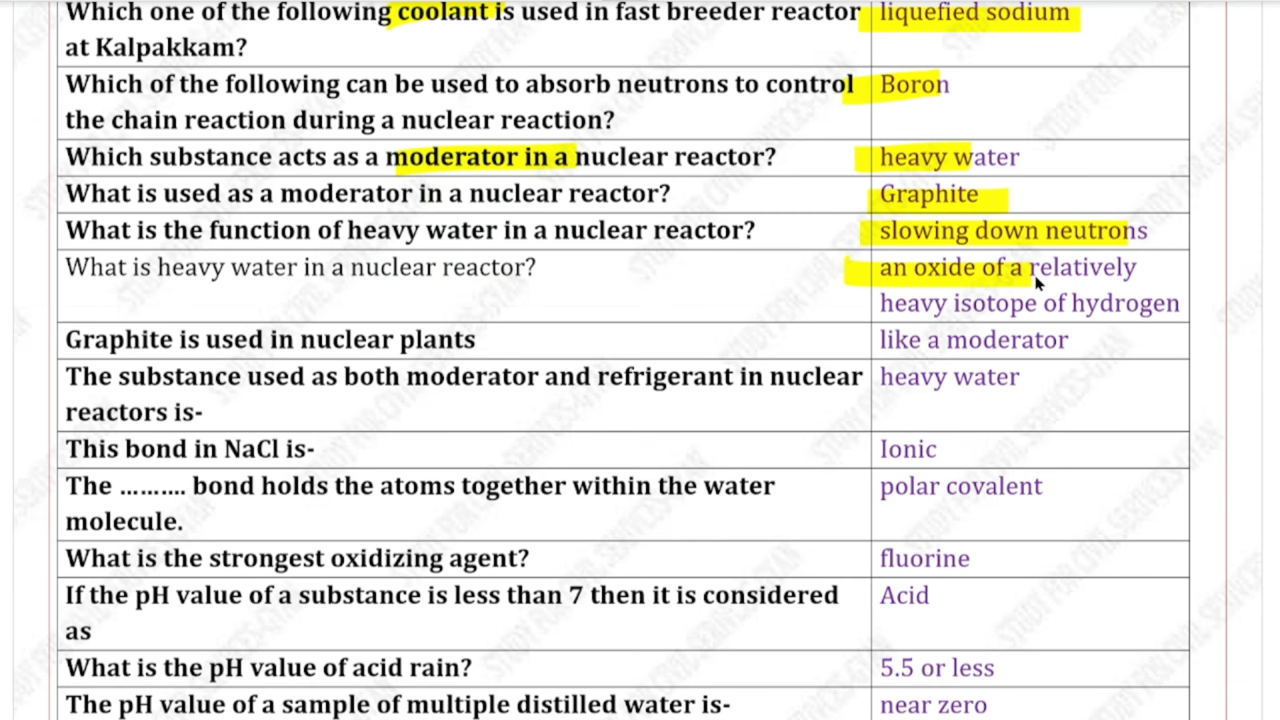 Which one of the following coolant is used in fast breeder reactor liquefied sodium
at Kalpakkam?
Which of the following can be used to absorb neutrons to control Boron
the chain reaction during a nuclear reaction?
Which substance acts as a moderator in a nuclear reactor? heavy water
What is used as a moderator in a nuclear reactor? Graphite
What is the function of heavy water in a nuclear reactor? slowing down neutrons
What is heavy water in a nuclear reactor? an oxide of a relatively
heavy isotope of hydrogen
Graphite is used in nuclear plants like a moderator
The substance used as both moderator and refrigerant in nuclear heavy water
reactors is-
This bond in NaCl is- Ionic
The .......... bond holds the atoms together within the water polar covalent
molecule.
What is the strongest oxidizing agent? fluorine
If the pH value of a substance is less than 7 then it is considered Acid
as
What is the pH value of acid rain? 5.5 or less
The pH value of a sample of multiple distilled water is- near zero